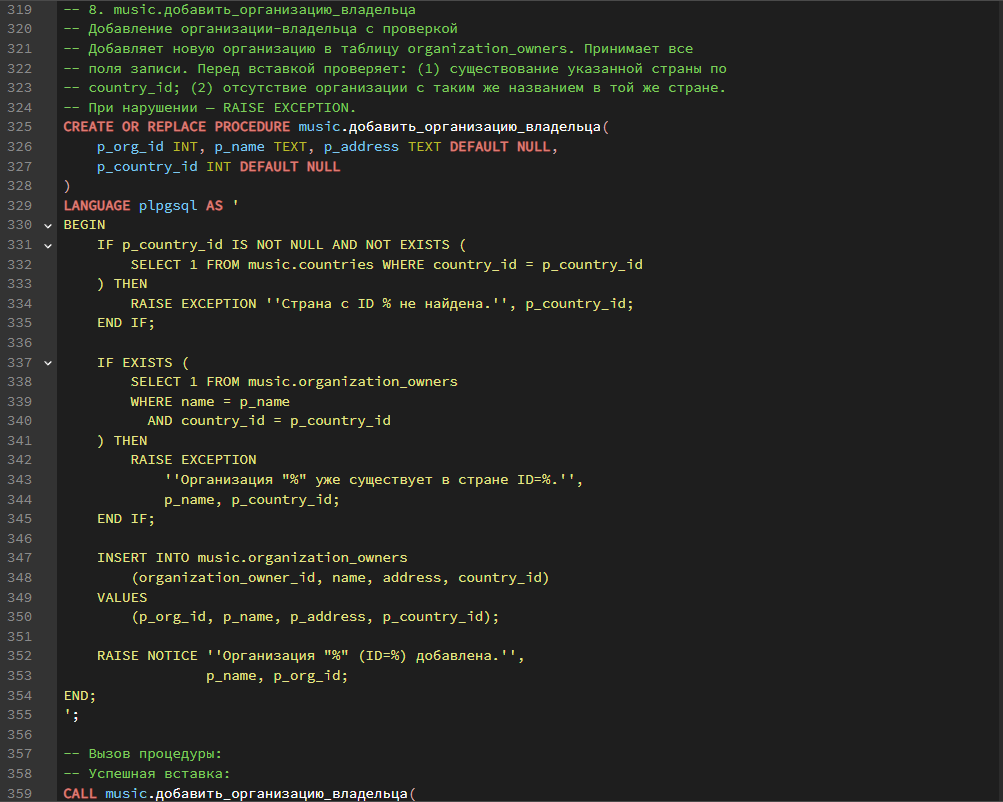 319 -- 8. music.добавить_организацию_владельца
320 -- Добавление организации-владельца с проверкой
321 -- Добавляет новую организацию в таблицу organization_owners. Принимает все
322 -- поля записи. Перед вставкой проверяет: (1) существование указанной страны по
323 -- country_id; (2) отсутствие организации с таким же названием в той же стране.
324 -- При нарушении — RAISE EXCEPTION.
325 CREATE OR REPLACE PROCEDURE music.добавить_организацию_владельца(
326     p_org_id INT, p_name TEXT, p_address TEXT DEFAULT NULL,
327     p_country_id INT DEFAULT NULL
328 )
329 LANGUAGE plpgsql AS '
330 BEGIN
331     IF p_country_id IS NOT NULL AND NOT EXISTS (
332         SELECT 1 FROM music.countries WHERE country_id = p_country_id
333     ) THEN
334         RAISE EXCEPTION ''Страна с ID % не найдена.'', p_country_id;
335     END IF;
336
337     IF EXISTS (
338         SELECT 1 FROM music.organization_owners
339         WHERE name = p_name
340           AND country_id = p_country_id
341     ) THEN
342         RAISE EXCEPTION
343             ''Организация "%" уже существует в стране ID=%.'',
344             p_name, p_country_id;
345     END IF;
346
347     INSERT INTO music.organization_owners
348         (organization_owner_id, name, address, country_id)
349     VALUES
350         (p_org_id, p_name, p_address, p_country_id);
351
352     RAISE NOTICE ''Организация "%" (ID=%) добавлена.'',
353                  p_name, p_org_id;
354 END;
355 ';
356
357 -- Вызов процедуры:
358 -- Успешная вставка:
359 CALL music.добавить_организацию_владельца(